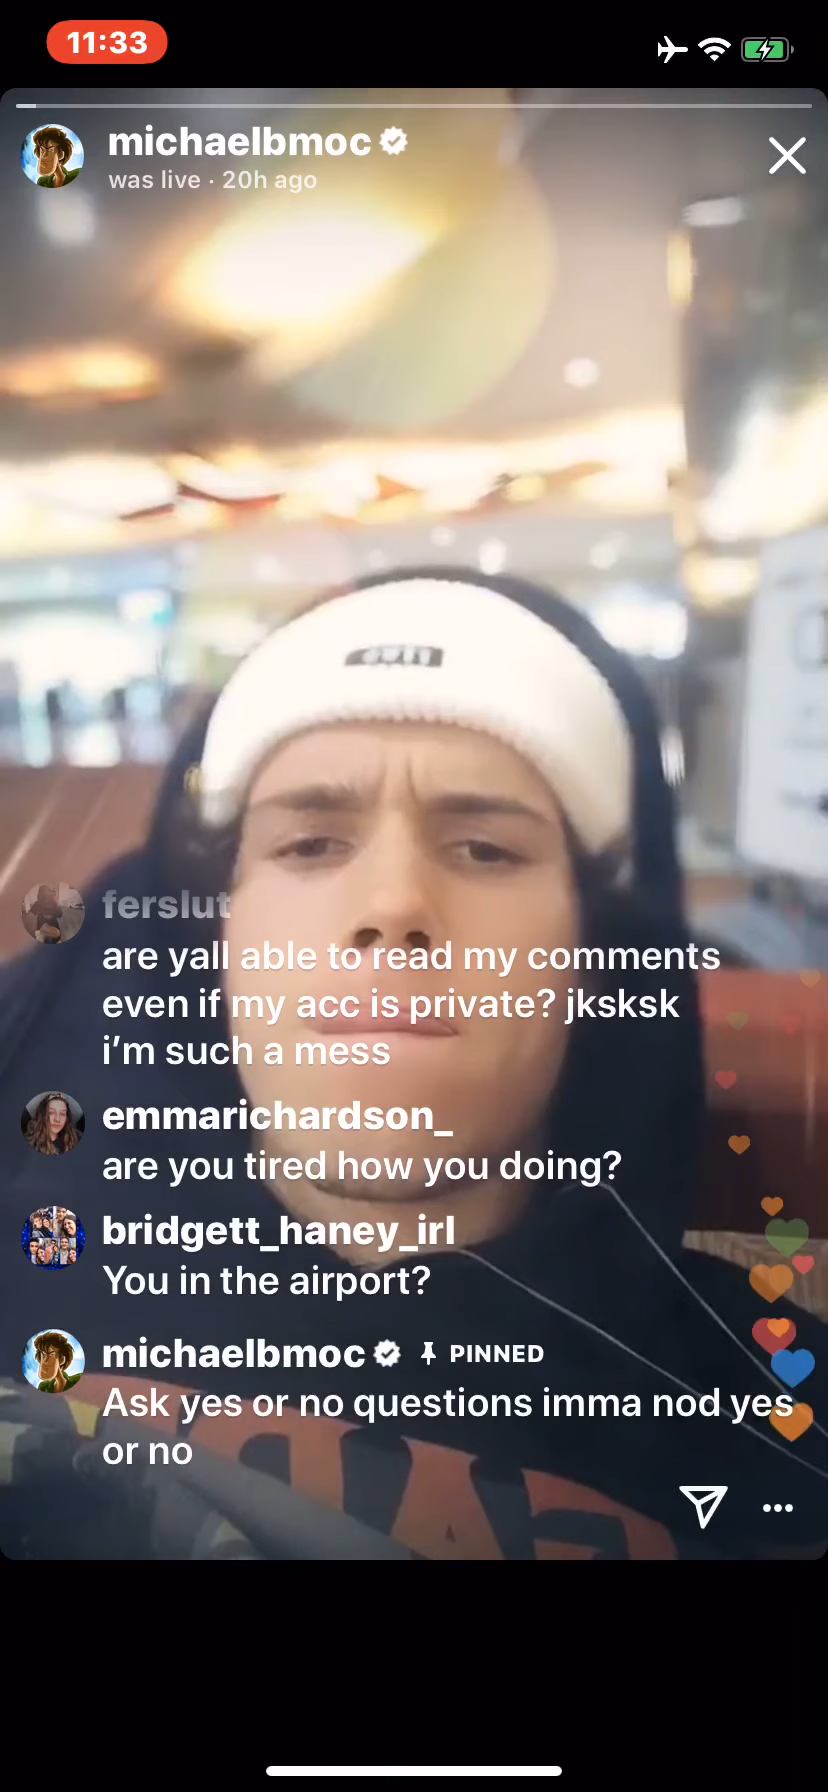 11:33
michaelbmoc
was live · 20h ago
ferslut
are yall able to read my comments
even if my acc is private? jksksk
i’m such a mess
emmarichardson_
are you tired how you doing?
bridgett_haney_irl
You in the airport?
michaelbmoc PINNED
Ask yes or no questions imma nod yes
or no